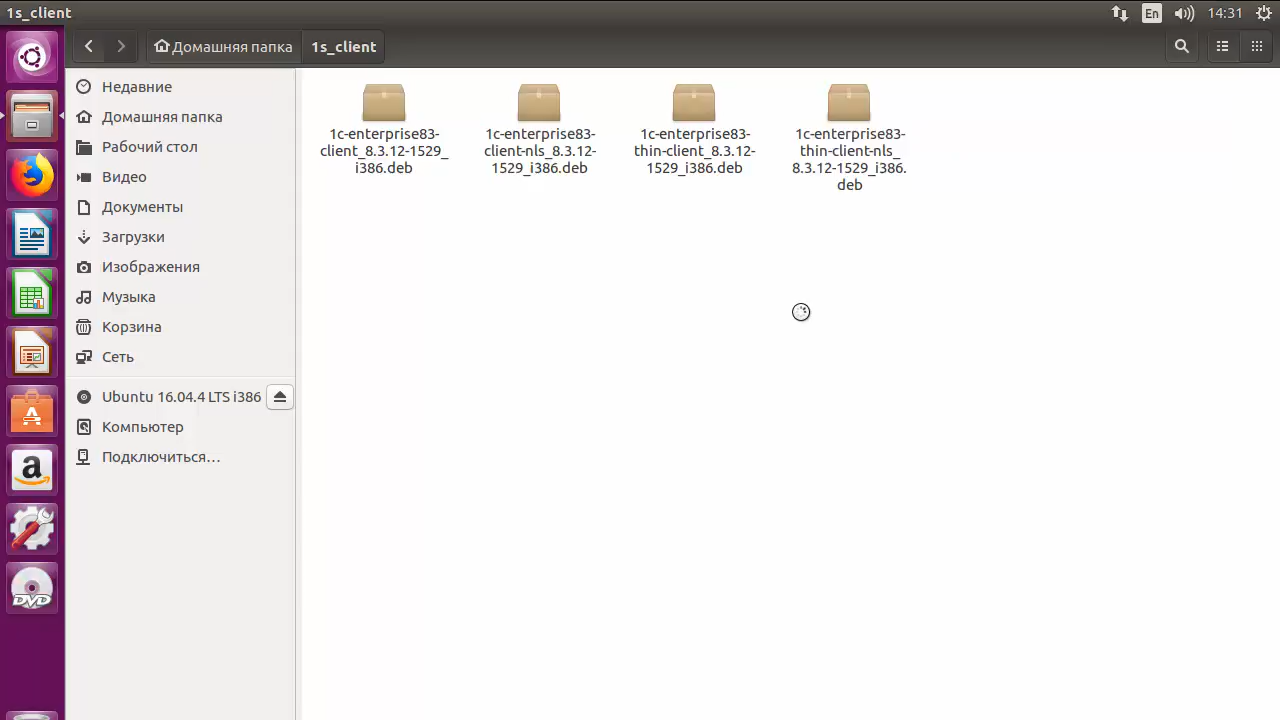 1s_client
En
14:31
Домашняя папка
1s_client
Недавние
Домашняя папка
Рабочий стол
Видео
Документы
Загрузки
Изображения
Музыка
Корзина
Сеть
Ubuntu 16.04.4 LTS i386
Компьютер
Подключиться…
1c-enterprise83-
client_8.3.12-1529_
i386.deb
1c-enterprise83-
client-nls_8.3.12-
1529_i386.deb
1c-enterprise83-
thin-client_8.3.12-
1529_i386.deb
1c-enterprise83-
thin-client-nls_
8.3.12-1529_i386.
deb
A
a
DVD